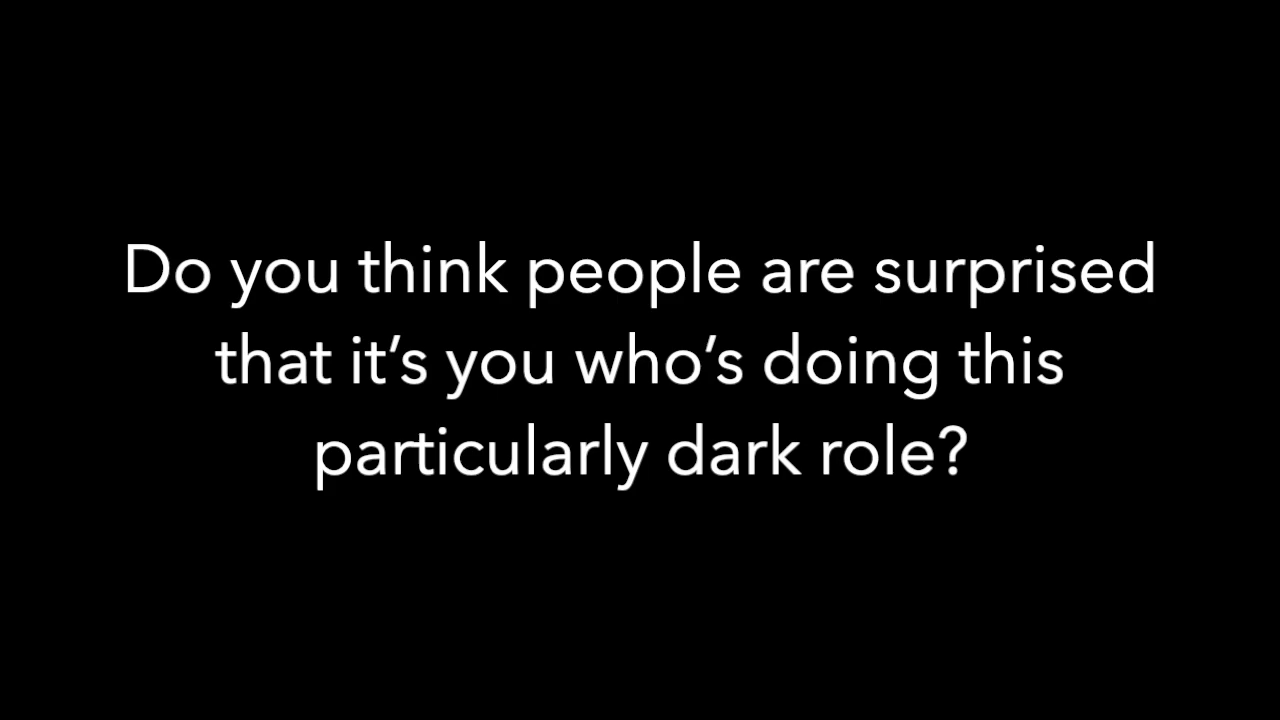 Do you think people are surprised
that it’s you who’s doing this
particularly dark role?